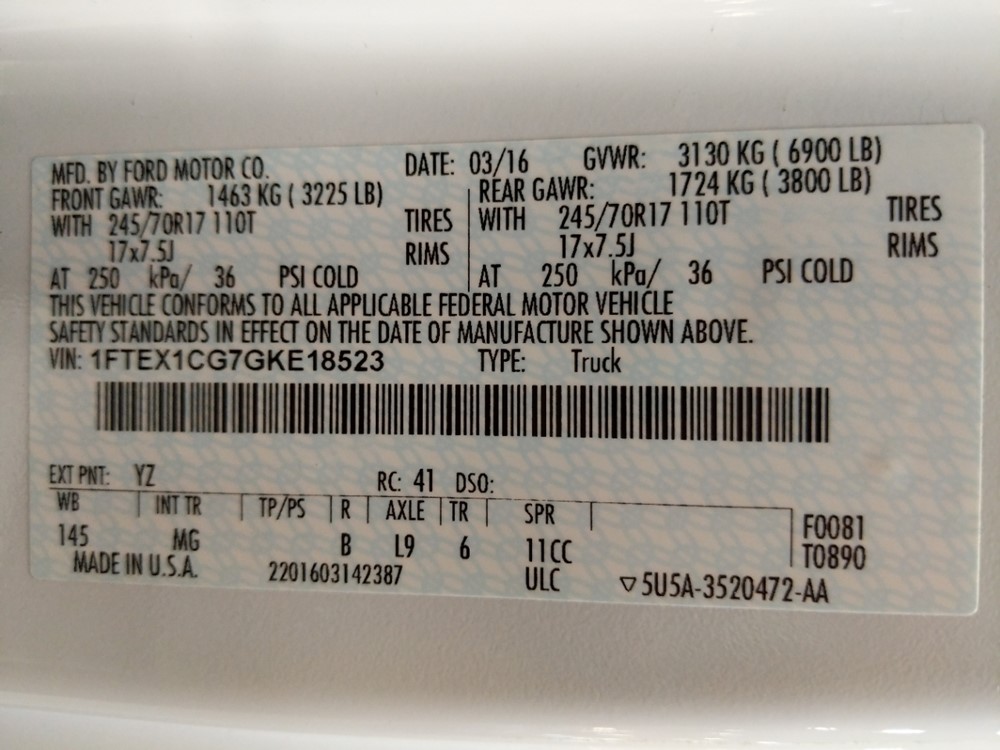 MFD. BY FORD MOTOR CO. DATE: 03/16 GVWR: 3130 KG ( 6900 LB)
FRONT GAWR: 1463 KG ( 3225 LB) REAR GAWR: 1724 KG ( 3800 LB)
WITH 245/70R17 110T TIRES WITH 245/70R17 110T TIRES
17x7.5J RIMS 17x7.5J RIMS
AT 250 kPa/ 36 PSI COLD AT 250 kPa/ 36 PSI COLD
THIS VEHICLE CONFORMS TO ALL APPLICABLE FEDERAL MOTOR VEHICLE
SAFETY STANDARDS IN EFFECT ON THE DATE OF MANUFACTURE SHOWN ABOVE.
VIN: 1FTEX1CG7GKE18523 TYPE: Truck
EXT PNT: YZ RC: 41 DSO:
WB INT TR TP/PS R AXLE TR SPR
145 MG B L9 6 11CC F0081
T0890
MADE IN U.S.A. 2201603142387 ULC ▽5U5A-3520472-AA